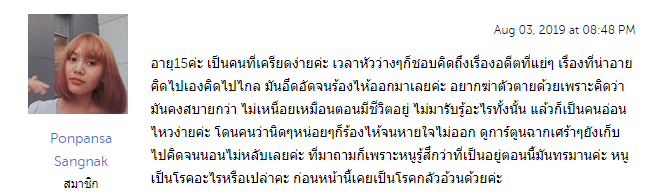 Aug 03, 2019 at 08:48 PM
อายุ15ค่ะ เป็นคนที่เครียดง่ายค่ะ เวลาหัวว่างๆก็ชอบคิดถึงเรื่องอดีตที่แย่ๆ เรื่องที่น่าอาย
คิดไปเองคิดไปไกล มันอึดอัดจนร้องไห้ออกมาเลยค่ะ อยากฆ่าตัวตายด้วยเพราะคิดว่า
มันคงสบายกว่า ไม่เหนื่อยเหมือนตอนมีชีวิตอยู่ ไม่มารับรู้อะไรทั้งนั้น แล้วก็เป็นคนอ่อน
ไหวง่ายค่ะ โดนคนว่านิดๆหน่อยๆก็ร้องไห้จนหายใจไม่ออก ดูการ์ตูนฉากเศร้าๆยังเก็บ
ไปคิดจนนอนไม่หลับเลยค่ะ ที่มาถามก็เพราะหนูรู้สึกว่าที่เป็นอยู่ตอนนี้มันทรมานค่ะ หนู
เป็นโรคอะไรหรือเปล่าคะ ก่อนหน้านี้เคยเป็นโรคกลัวอ้วนด้วยค่ะ
Ponpansa
Sangnak
สมาชิก